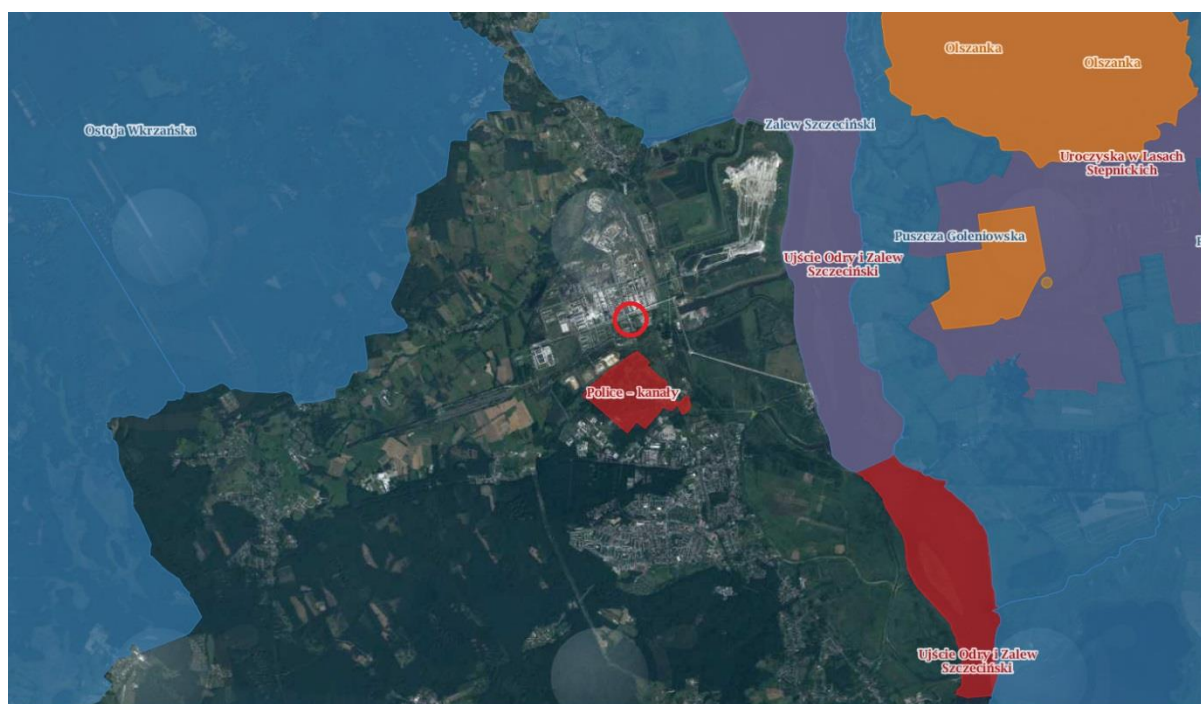 Olszanka
Olszanka
Ostoja Wkrzańska
Zalew Szczeciński
Uroczyska w Lasach
Stepnickich
Puszcza Goleniowska
Ujście Odry i Zalew
Szczeciński
Police - kanały
Ujście Odry i Zalew
Szczeciński